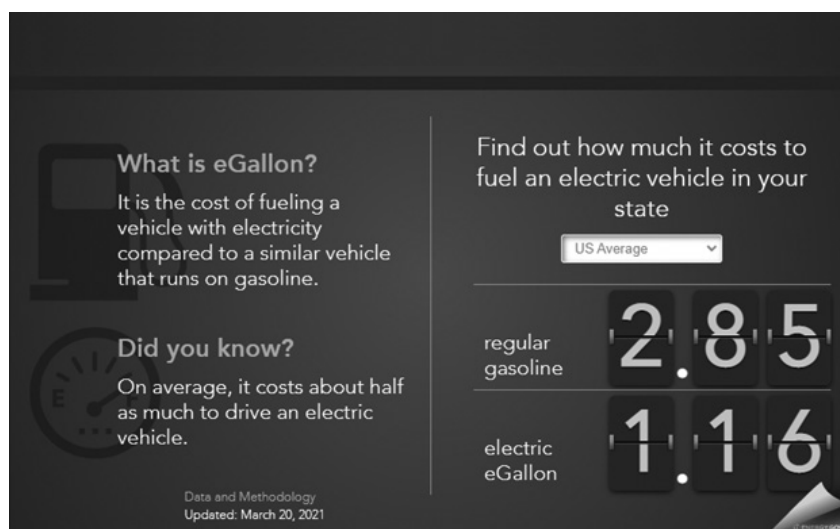 What is eGallon?
It is the cost of fueling a
vehicle with electricity
compared to a similar vehicle
that runs on gasoline.
Did you know?
On average, it costs about half
as much to drive an electric
vehicle.
Data and Methodology
Updated: March 20, 2021
Find out how much it costs to
fuel an electric vehicle in your
state
US Average
regular
gasoline
2.85
electric
eGallon
1.16
E